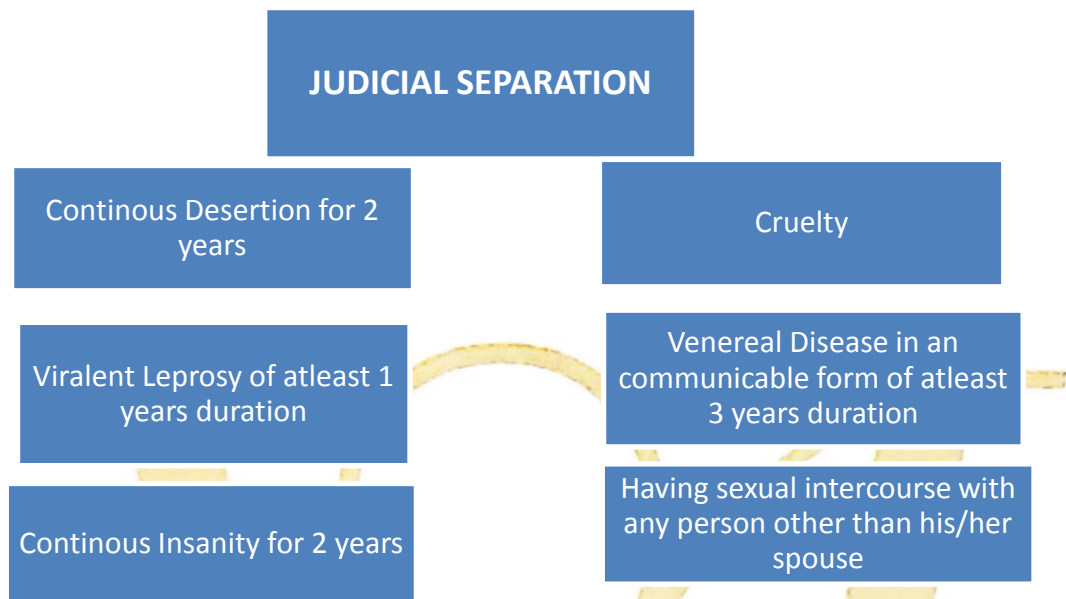 JUDICIAL SEPARATION
Continous Desertion for 2
years
Cruelty
Viralent Leprosy of atleast 1
years duration
Venereal Disease in an
communicable form of atleast
3 years duration
Continous Insanity for 2 years
Having sexual intercourse with
any person other than his/her
spouse